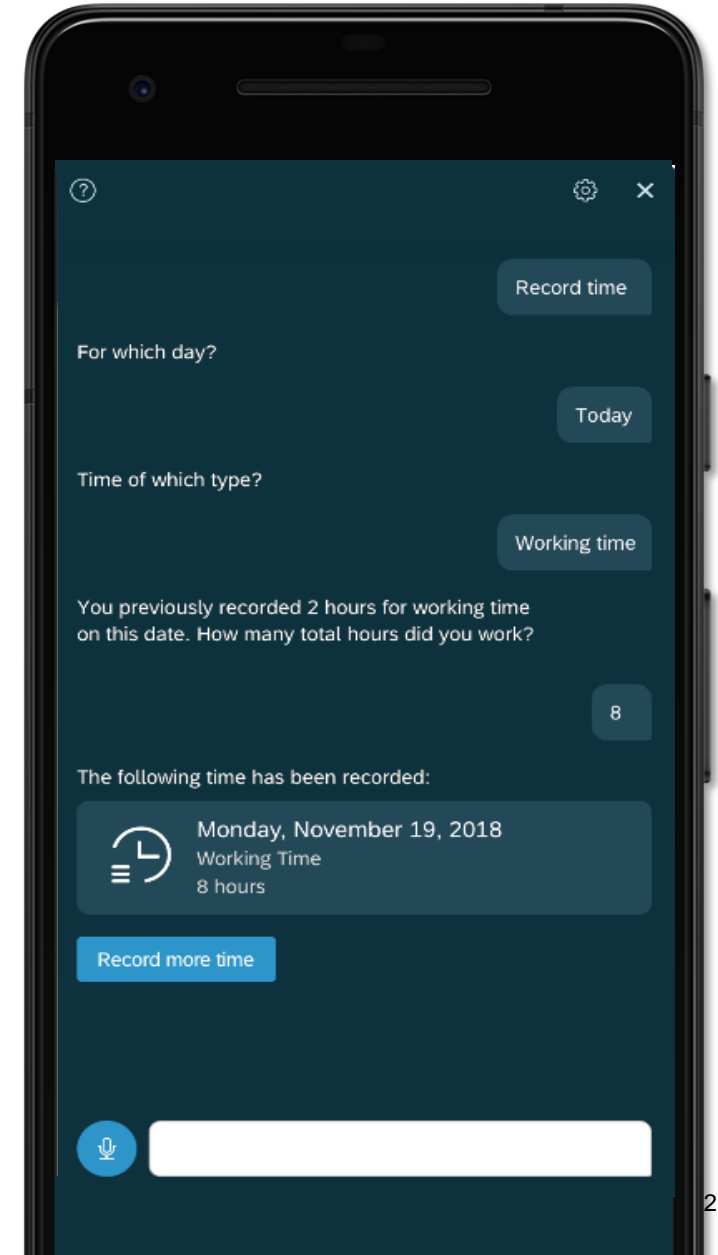 Record time
For which day?
Today
Time of which type?
Working time
You previously recorded 2 hours for working time
on this date. How many total hours did you work?
8
The following time has been recorded:
Monday, November 19, 2018
Working Time
8 hours
Record more time
2